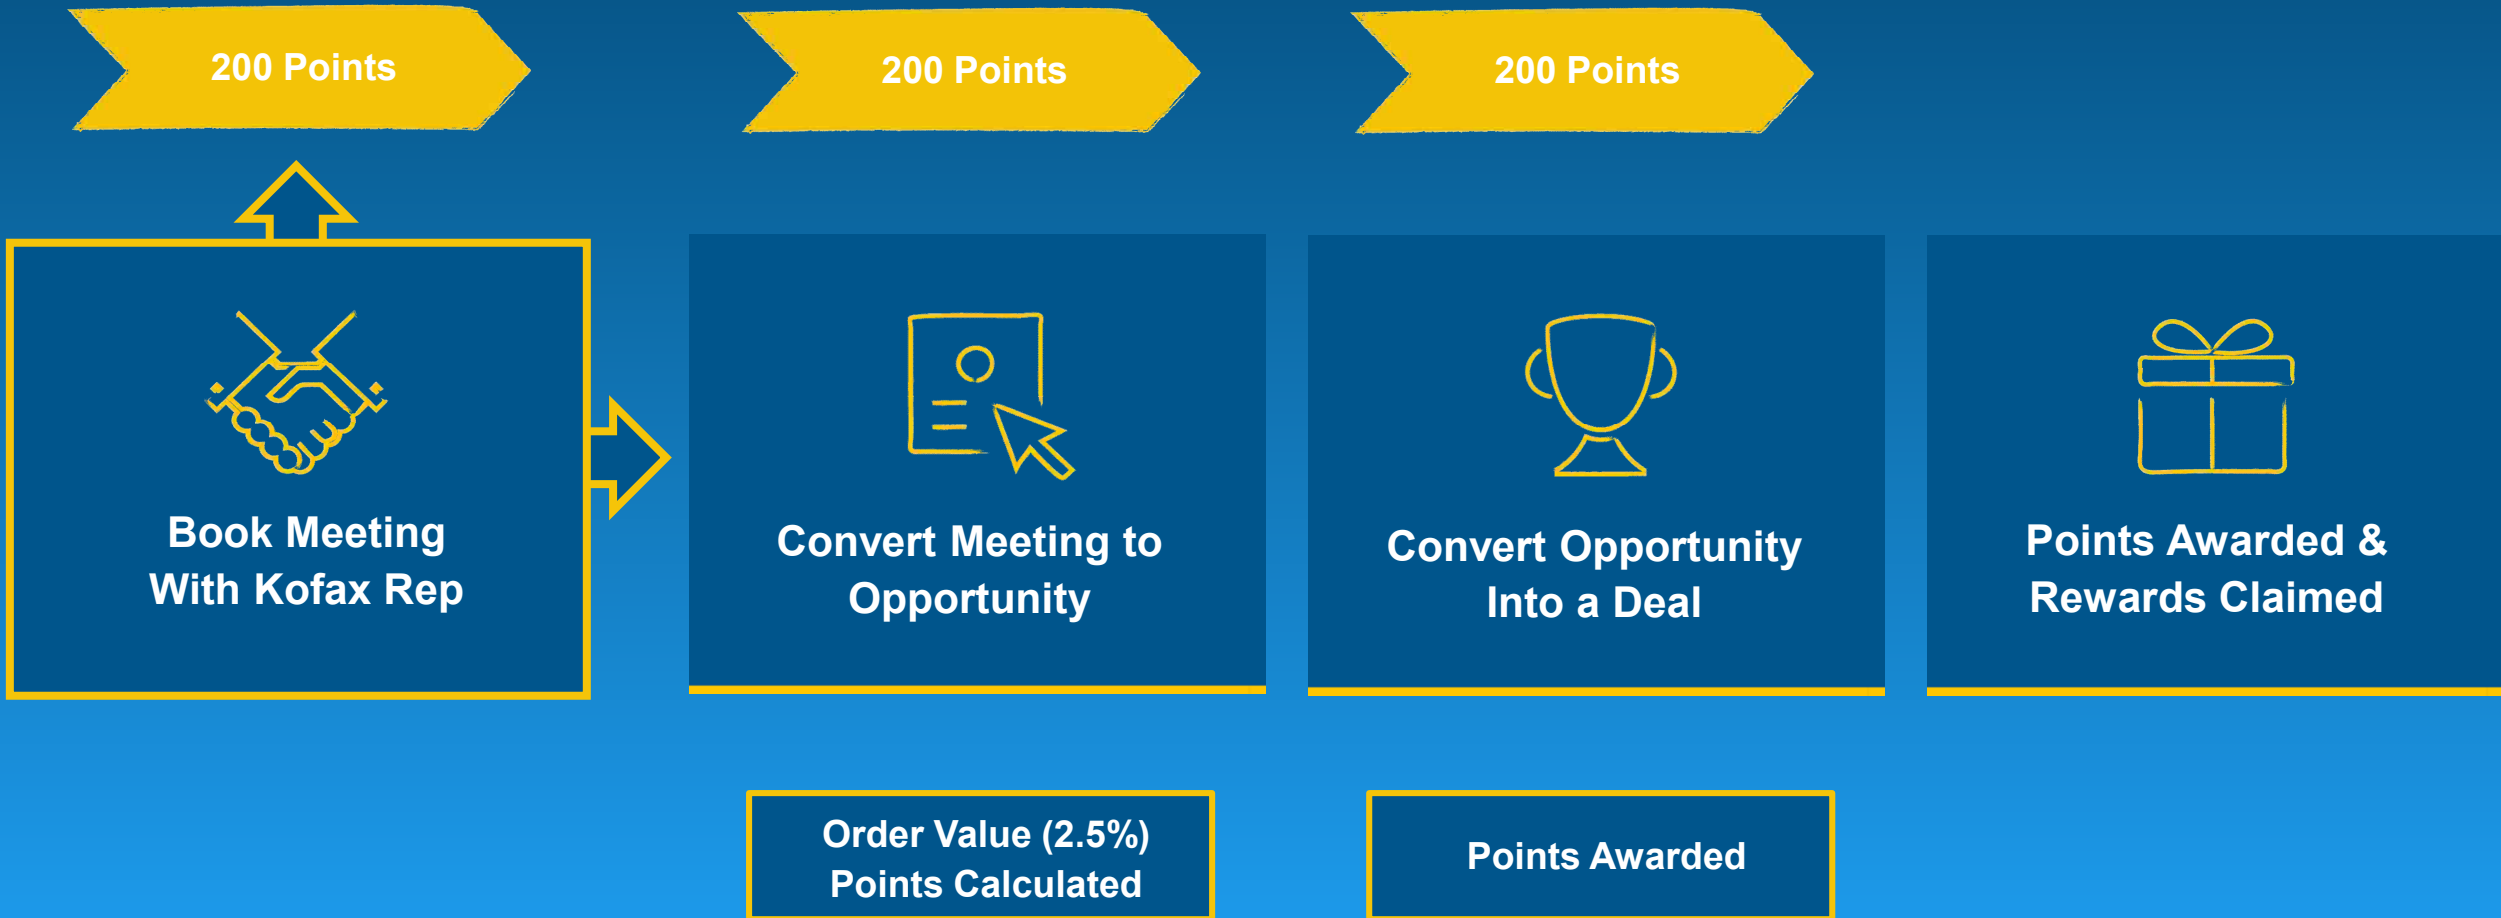 200 Points
200 Points
200 Points
Book Meeting
With Kofax Rep
Convert Meeting to
Opportunity
Convert Opportunity
Into a Deal
Points Awarded &
Rewards Claimed
Order Value (2.5%)
Points Calculated
Points Awarded